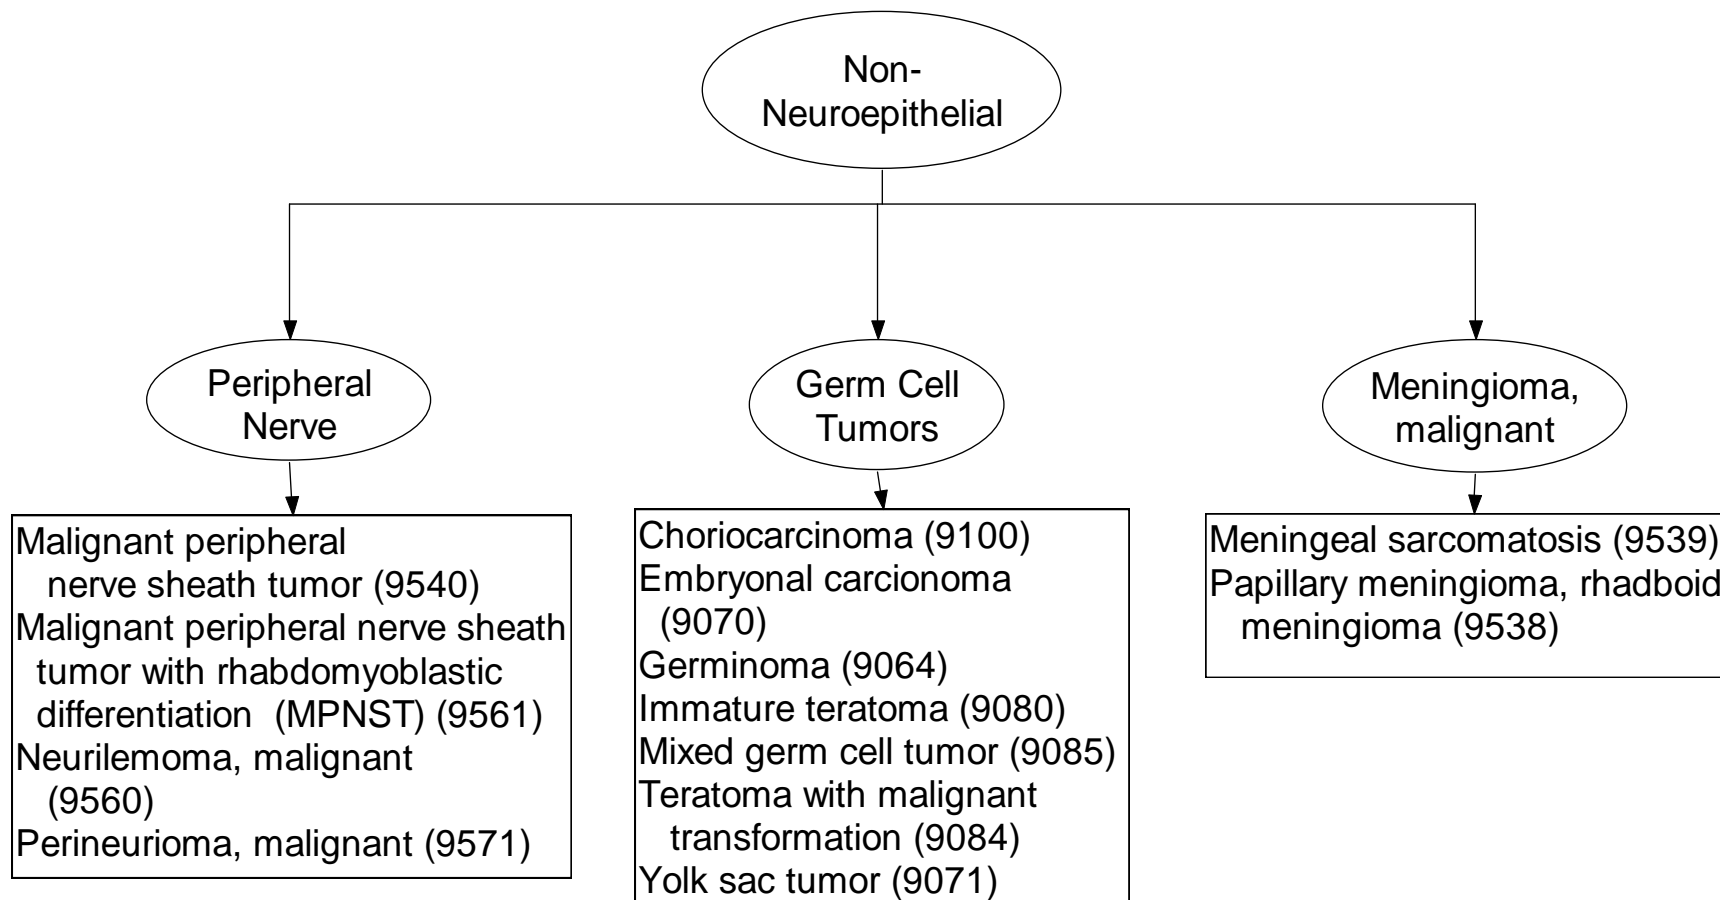 Non-
Neuroepithelial
Peripheral
Nerve
Germ Cell
Tumors
Meningioma,
malignant
Malignant peripheral
nerve sheath tumor (9540)
Malignant peripheral nerve sheath
tumor with rhabdomyoblastic
differentiation  (MPNST) (9561)
Neurilemoma, malignant
(9560)
Perineurioma, malignant (9571)
Choriocarcinoma (9100)
Embryonal carcionoma
(9070)
Germinoma (9064)
Immature teratoma (9080)
Mixed germ cell tumor (9085)
Teratoma with malignant
transformation (9084)
Yolk sac tumor (9071)
Meningeal sarcomatosis (9539)
Papillary meningioma, rhadboid
meningioma (9538)